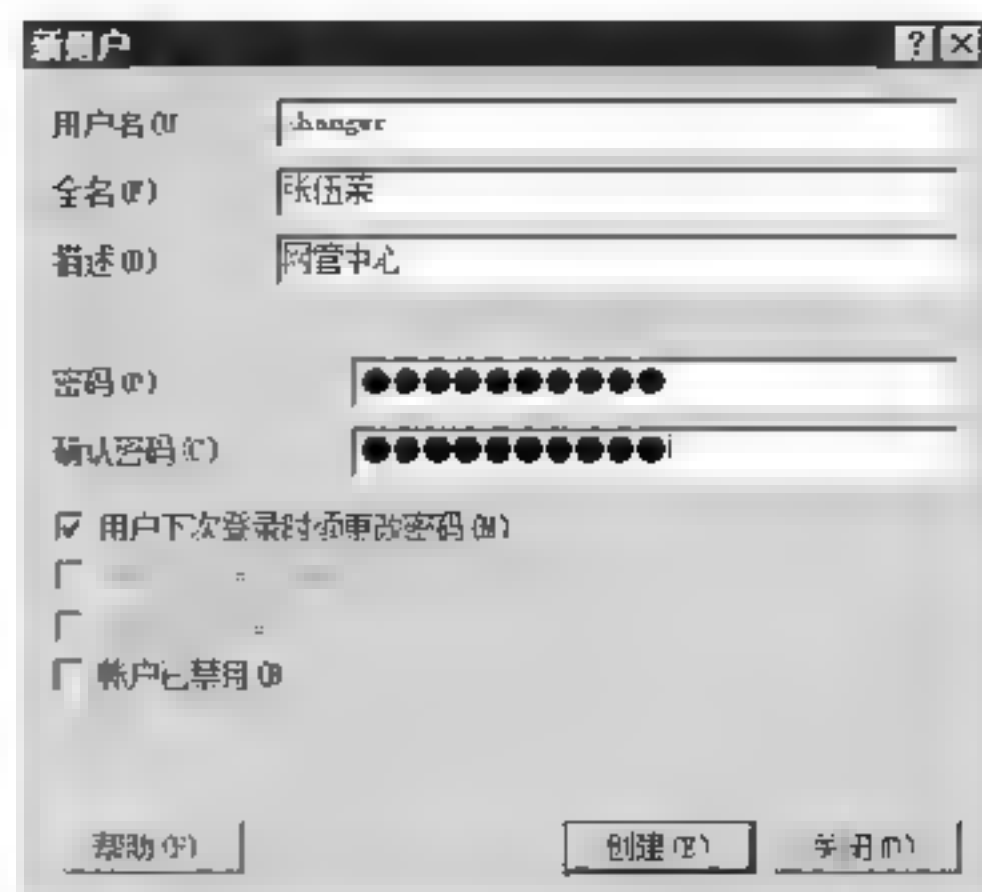 新用户
用户名(U
全名(F) 张伍荣
描述(D) 网管中心
密码(P) ●●●●●●●●●●
确认密码(C) ●●●●●●●●●●
用户下次登录时须更改密码(M)
帐户已禁用(B
帮助(H) 创建(E) 关闭(O)